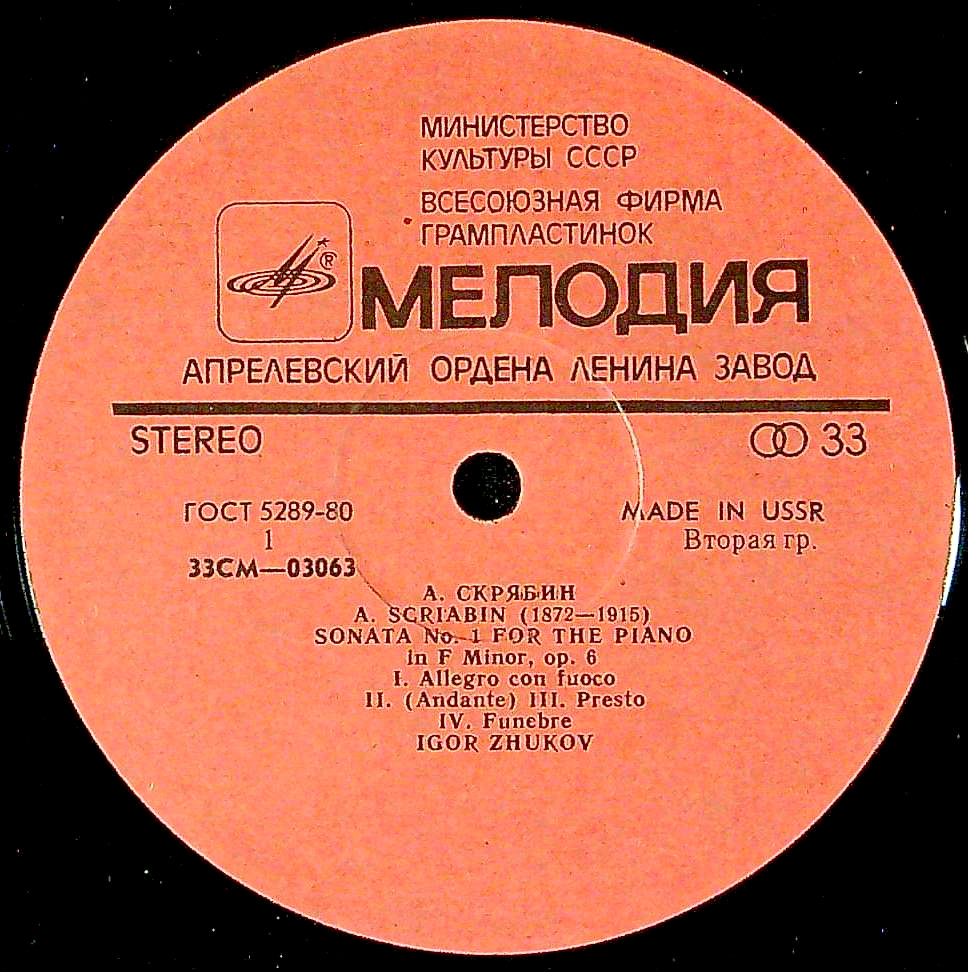 МИНИСТЕРСТВО
КУЛЬТУРЫ СССР
ВСЕСОЮЗНАЯ ФИРМА
ГРАМПЛАСТИНОК
®
МЕЛОДИЯ
АПРЕЛЕВСКИЙ ОРДЕНА ЛЕНИНА ЗАВОД
STEREO
33
ГОСТ 5289-80
MADE IN USSR
1
Вторая гр.
33СМ—03063
А. СКРЯБИН
A. SCRIABIN (1872—1915)
SONATA No. 1 FOR THE PIANO
in F Minor, op. 6
I. Allegro con fuoco
II. (Andante) III. Presto
IV. Funebre
IGOR ZHUKOV